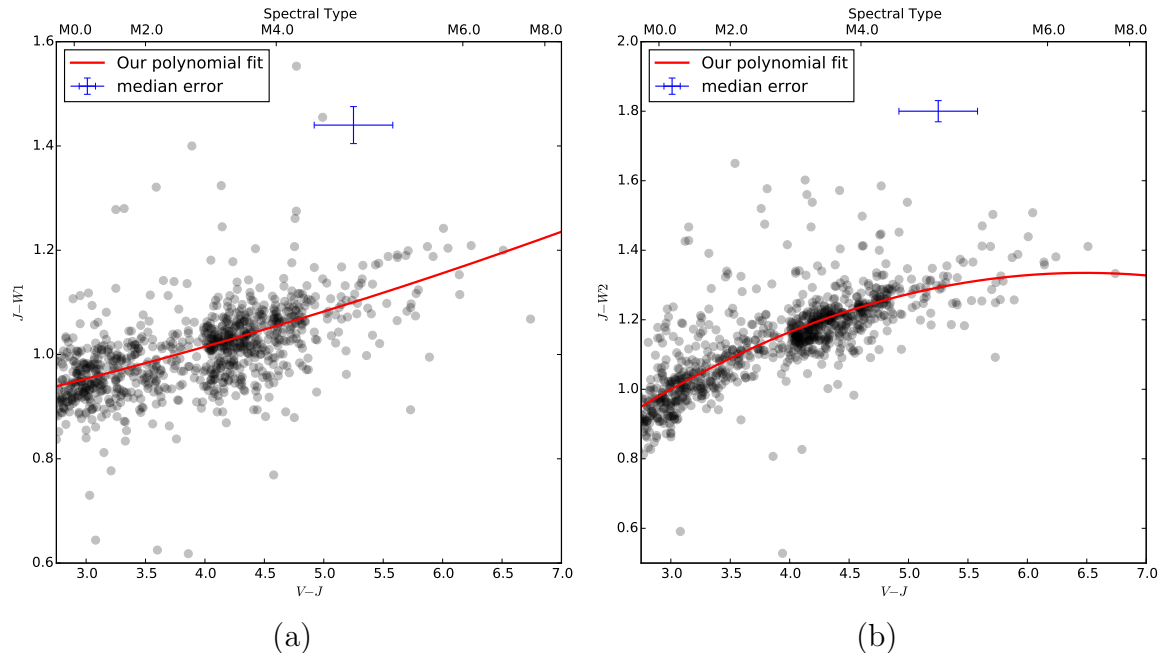 Spectral Type
M0.0 M2.0 M4.0 M6.0 M8.0
1.6
Our polynomial fit
median error
1.4
1.2
J−W1
1.0
0.8
0.6
3.0 3.5 4.0 4.5 5.0 5.5 6.0 6.5 7.0
V−J
(a)
Spectral Type
M0.0 M2.0 M4.0 M6.0 M8.0
2.0
Our polynomial fit
median error
1.8
1.6
1.4
J−W2
1.2
1.0
0.8
0.6
3.0 3.5 4.0 4.5 5.0 5.5 6.0 6.5 7.0
V−J
(b)